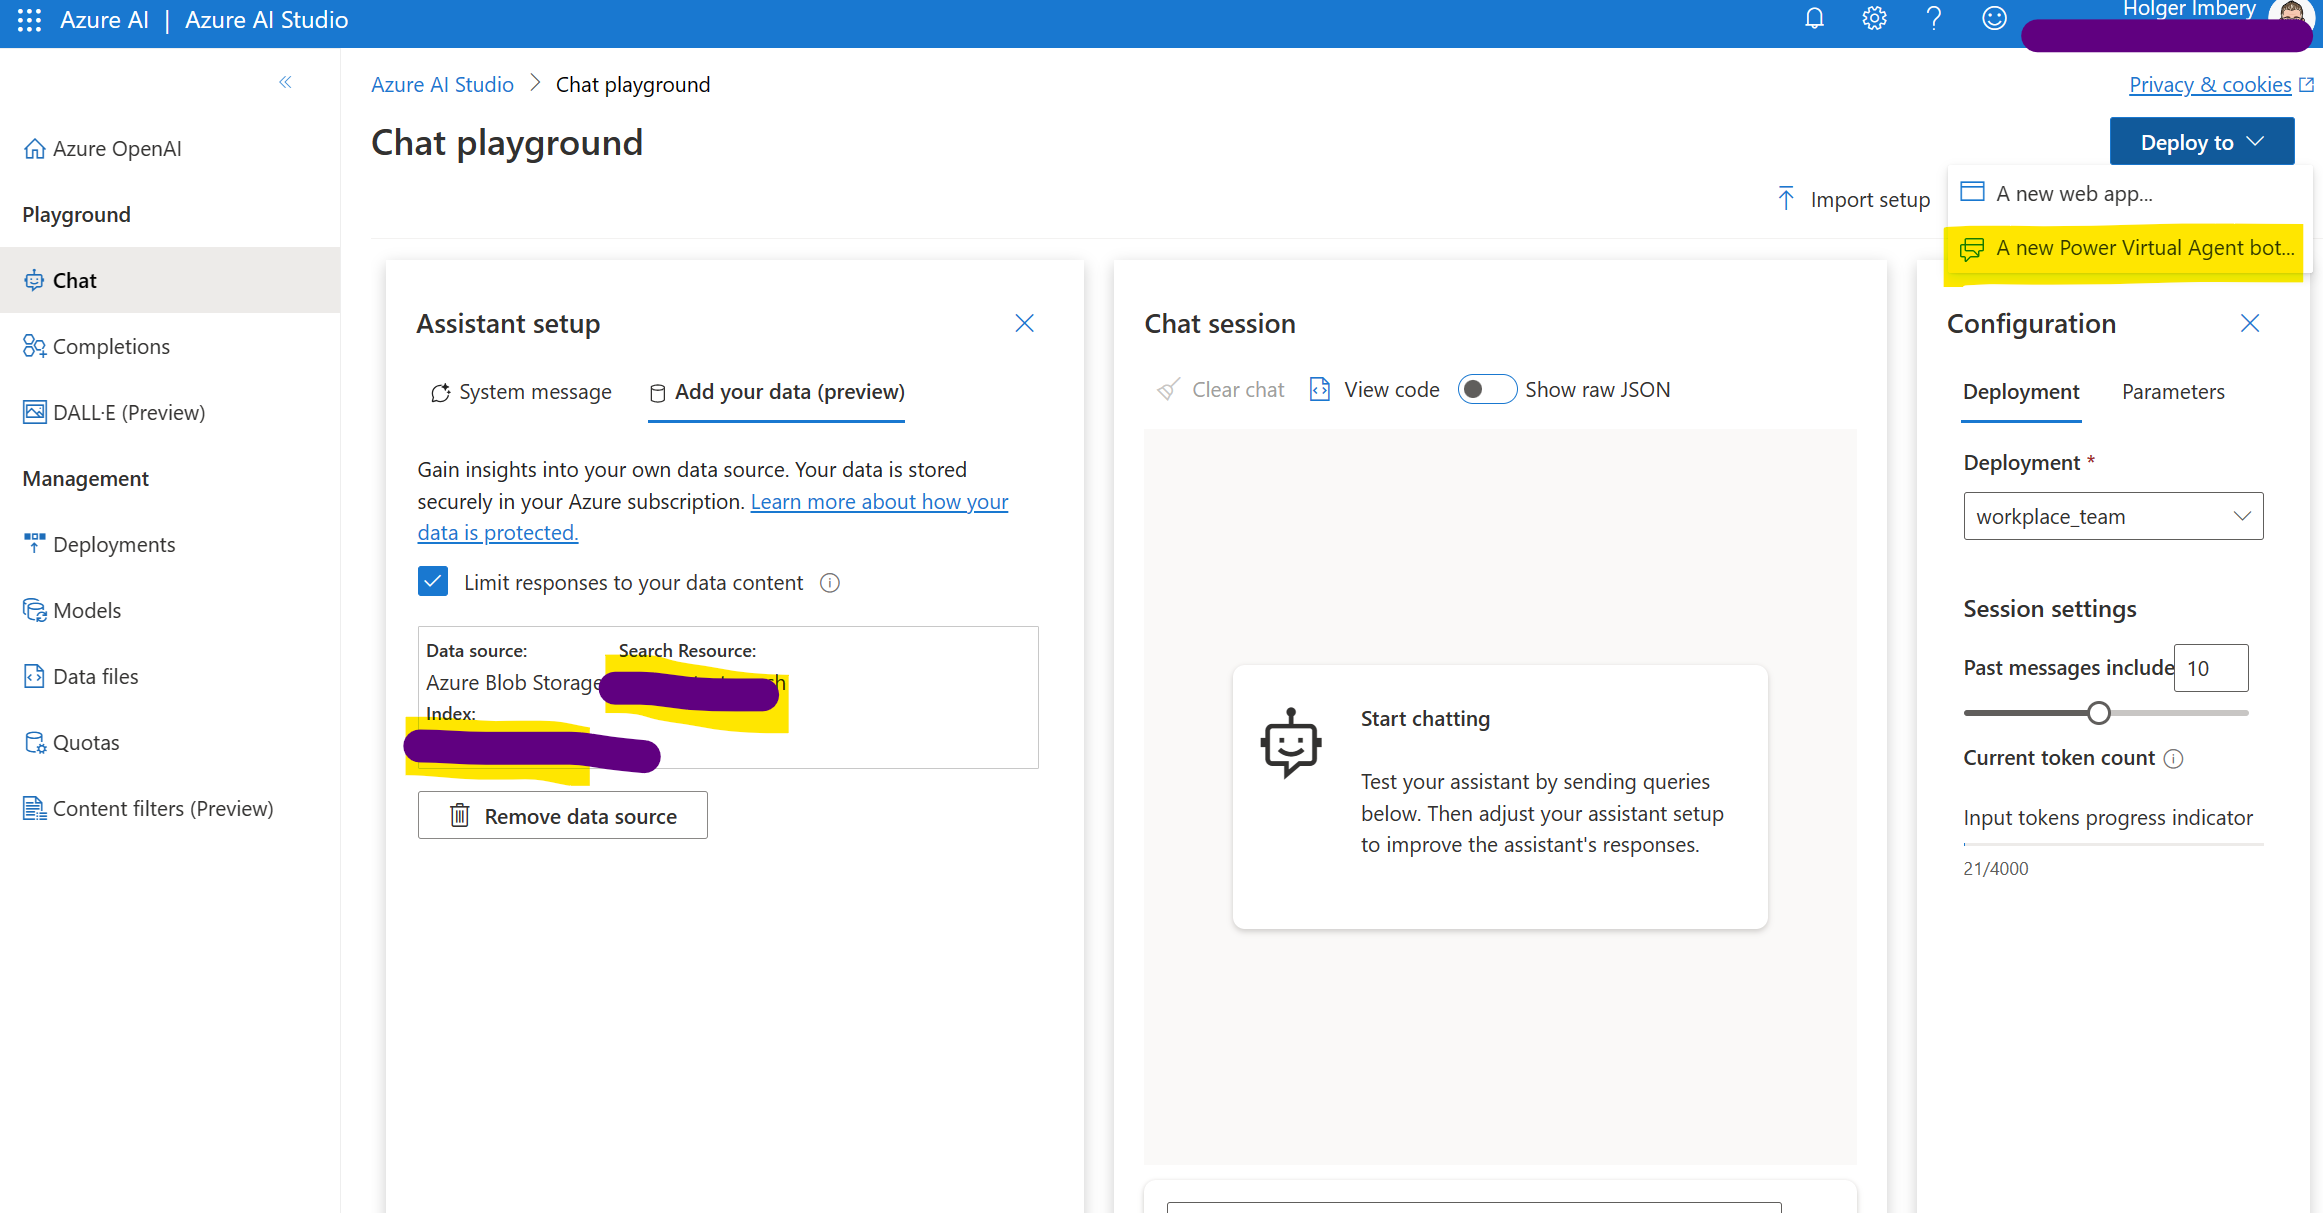 Azure AI | Azure AI Studio
Holger Imbery
Azure AI Studio > Chat playground
Privacy & cookies
Chat playground
Deploy to
Import setup
A new web app...
A new Power Virtual Agent bot...
Azure OpenAI
Playground
Chat
Completions
DALL·E (Preview)
Management
Deployments
Models
Data files
Quotas
Content filters (Preview)
Assistant setup
System message
Add your data (preview)
Gain insights into your own data source. Your data is stored
securely in your Azure subscription. Learn more about how your
data is protected.
Limit responses to your data content
Data source:
Search Resource:
Azure Blob Storage
Index:
Remove data source
Chat session
Clear chat
View code
Show raw JSON
Start chatting
Test your assistant by sending queries
below. Then adjust your assistant setup
to improve the assistant's responses.
Configuration
Deployment
Parameters
Deployment *
workplace_team
Session settings
Past messages include
10
Current token count
Input tokens progress indicator
21/4000